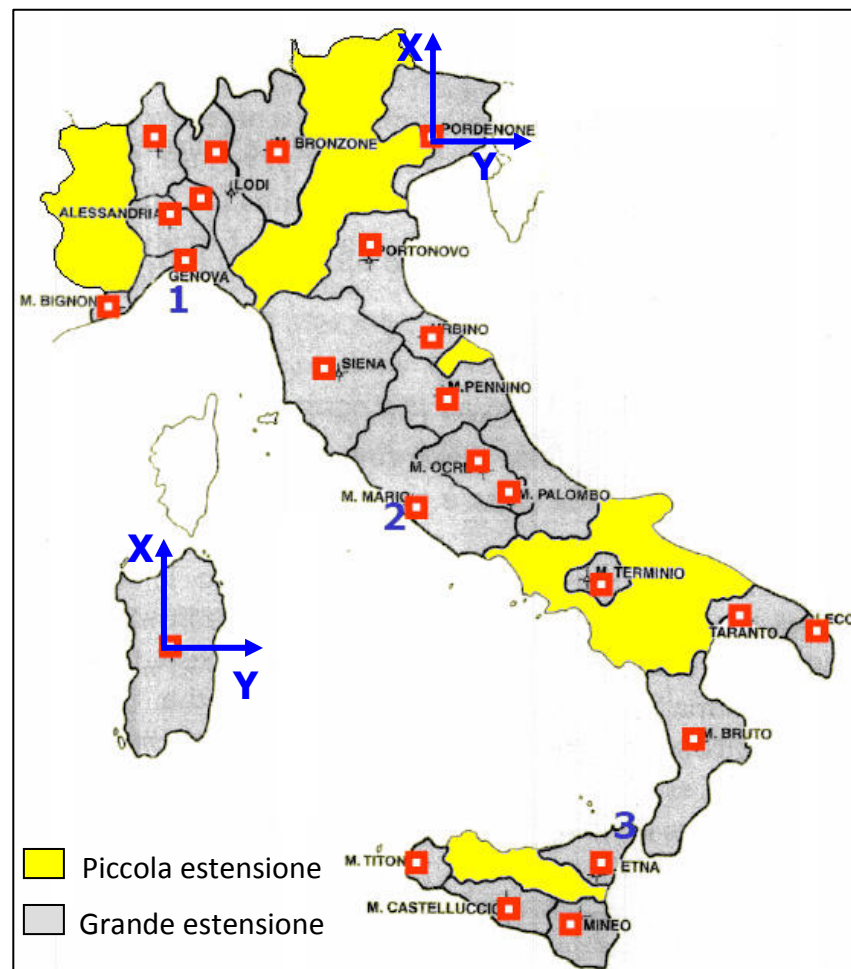 X
PORDENONE
BRONZONE
Y
LODI
ALESSANDRIA
PORTONOVO
GENOVA
M. BIGNON
1
SIENA
M.PENNINO
M. OCRE
M. MARIO
M. PALOMBO
2
X
M. TERMINIO
TARANTO
LECC
Y
M. BRUTO
3
M. TITON
ETNA
Piccola estensione
M. CASTELLUCCIO
Grande estensione
MINEO